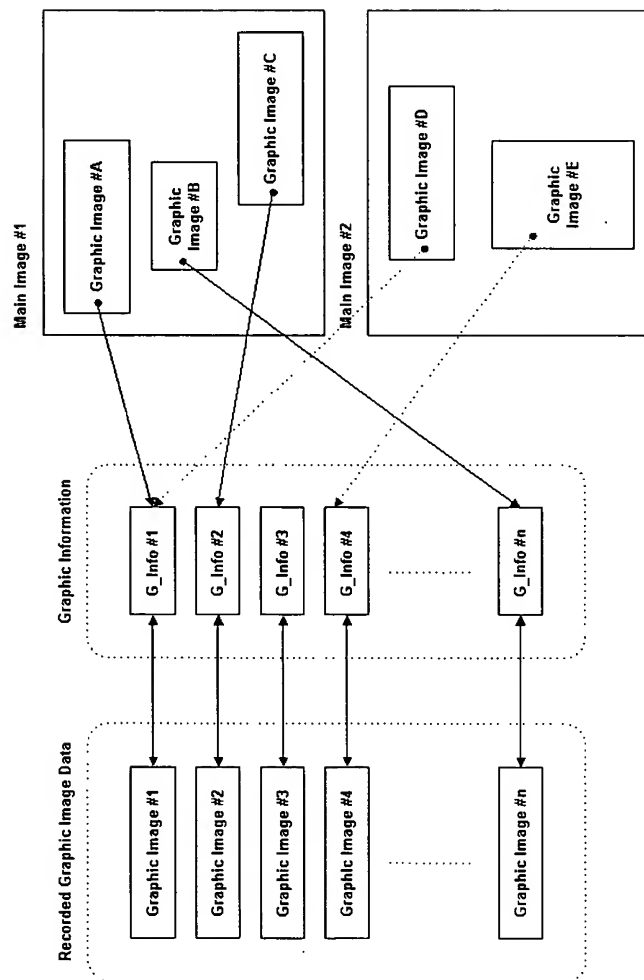 Recorded Graphic Image Data
Graphic Image #1
Graphic Image #2
Graphic Image #3
Graphic Image #4
Graphic Image #n
Graphic Information
G_Info #1
G_Info #2
G_Info #3
G_Info #4
G_Info #n
Main Image #1
Graphic Image #A
Graphic
Image #B
Graphic Image #C
Main Image #2
Graphic Image #D
Graphic
Image #E